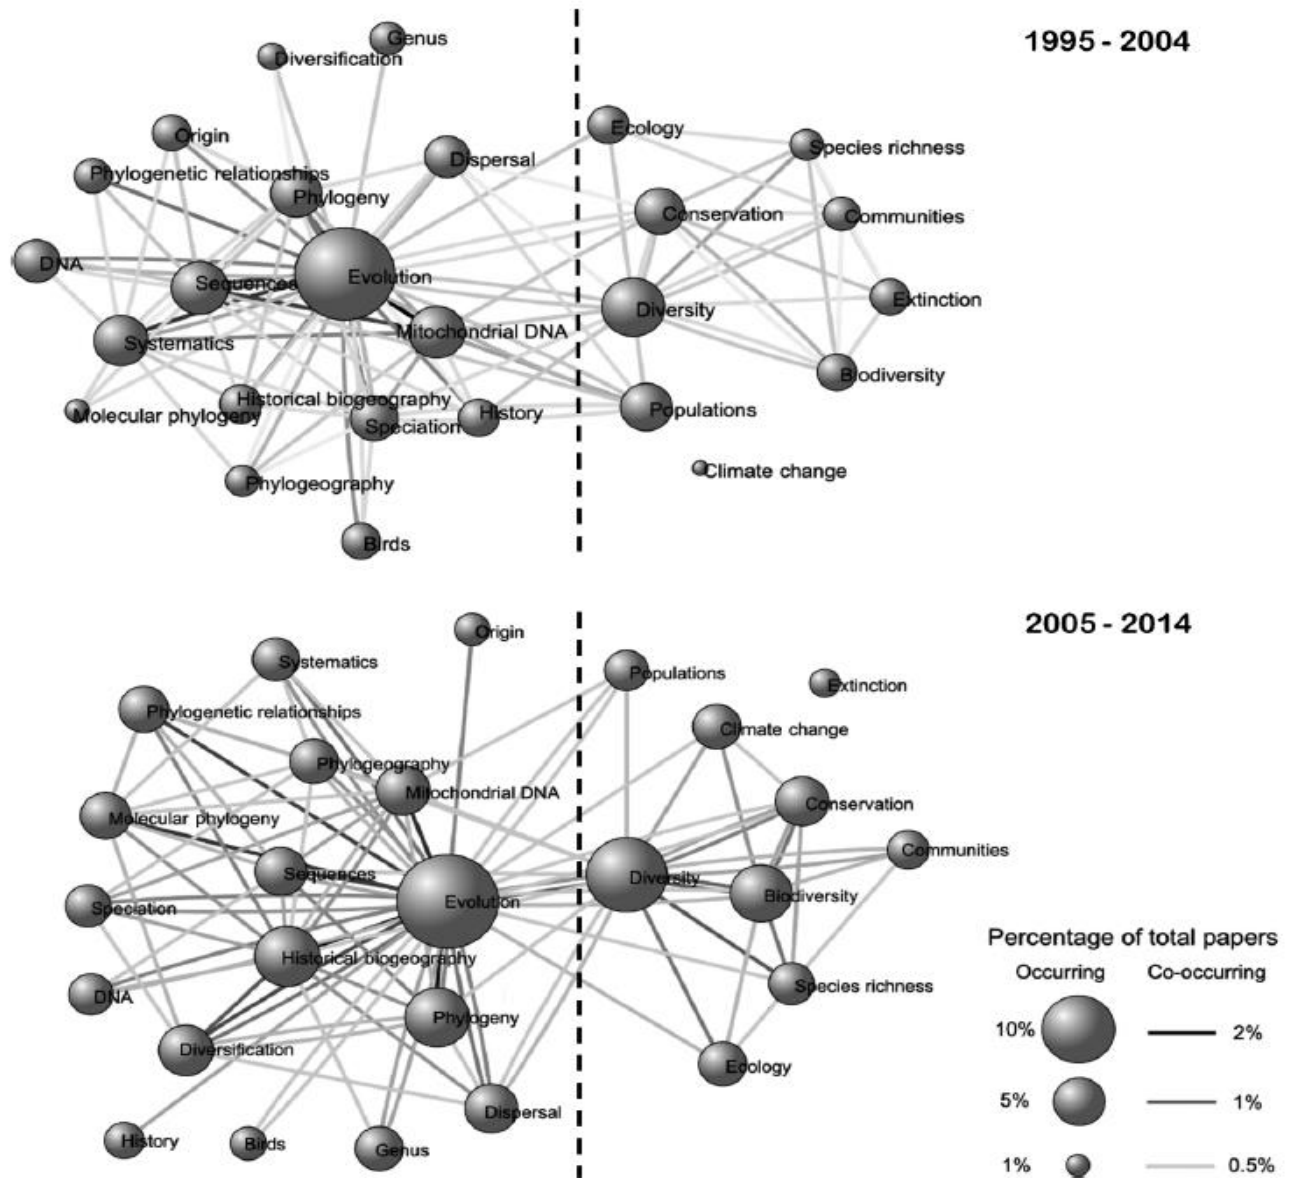 1995 - 2004
Genus
Diversification
Origin
Ecology
Species richness
Dispersal
Phylogenetic relationships
Phylogeny
Conservation
Communities
DNA
Sequences
Evolution
Extinction
Diversity
Mitochondrial DNA
Systematics
Biodiversity
Historical biogeography
Molecular phylogeny
History
Populations
Speciation
Climate change
Phylogeography
Birds
2005 - 2014
Origin
Systematics
Populations
Extinction
Phylogenetic relationships
Climate change
Phylogeography
Mitochondrial DNA
Conservation
Molecular phylogeny
Communities
Sequences
Diversity
Biodiversity
Evolution
Speciation
Historical biogeography
Species richness
DNA
Phylogeny
Diversification
Ecology
Dispersal
History
Birds
Genus
Percentage of total papers
Occurring Co-occurring
10% 2%
5% 1%
1% 0.5%